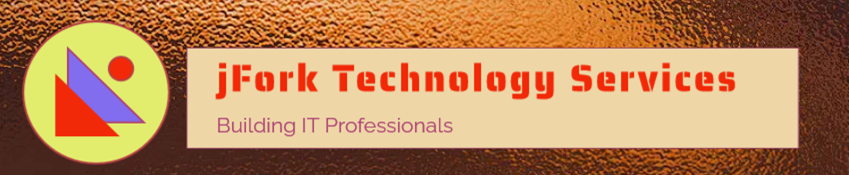 jFork Technology Services
Building IT Professionals